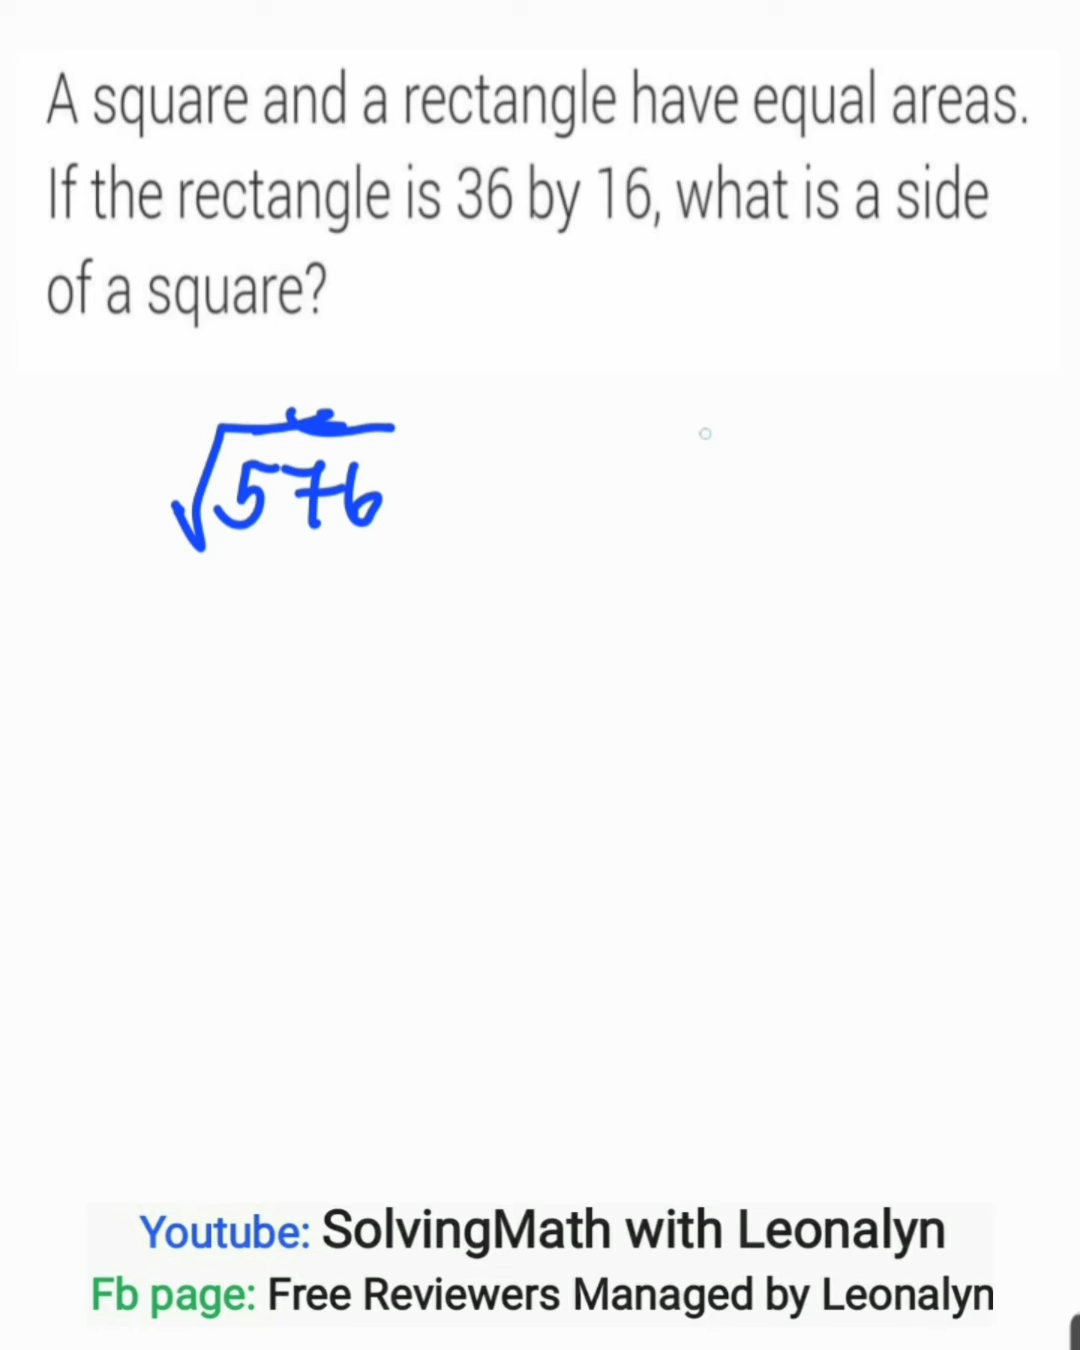 A square and a rectangle have equal areas.
If the rectangle is 36 by 16, what is a side
of a square?
√576
Youtube: SolvingMath with Leonalyn
Fb page: Free Reviewers Managed by Leonalyn